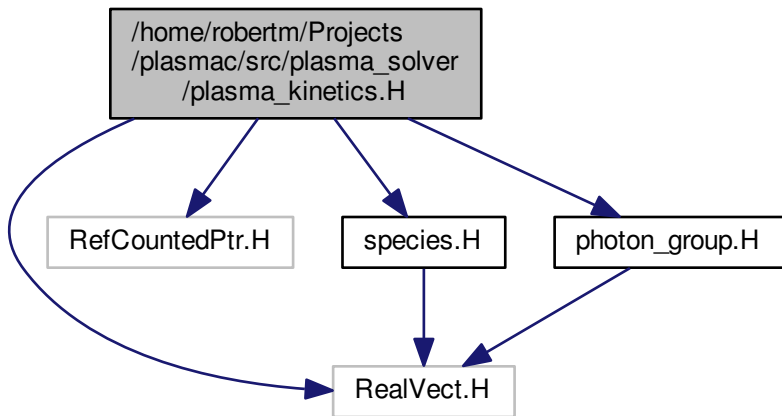 /home/robertm/Projects
/plasmac/src/plasma_solver
/plasma_kinetics.H
RefCountedPtr.H
species.H
photon_group.H
RealVect.H